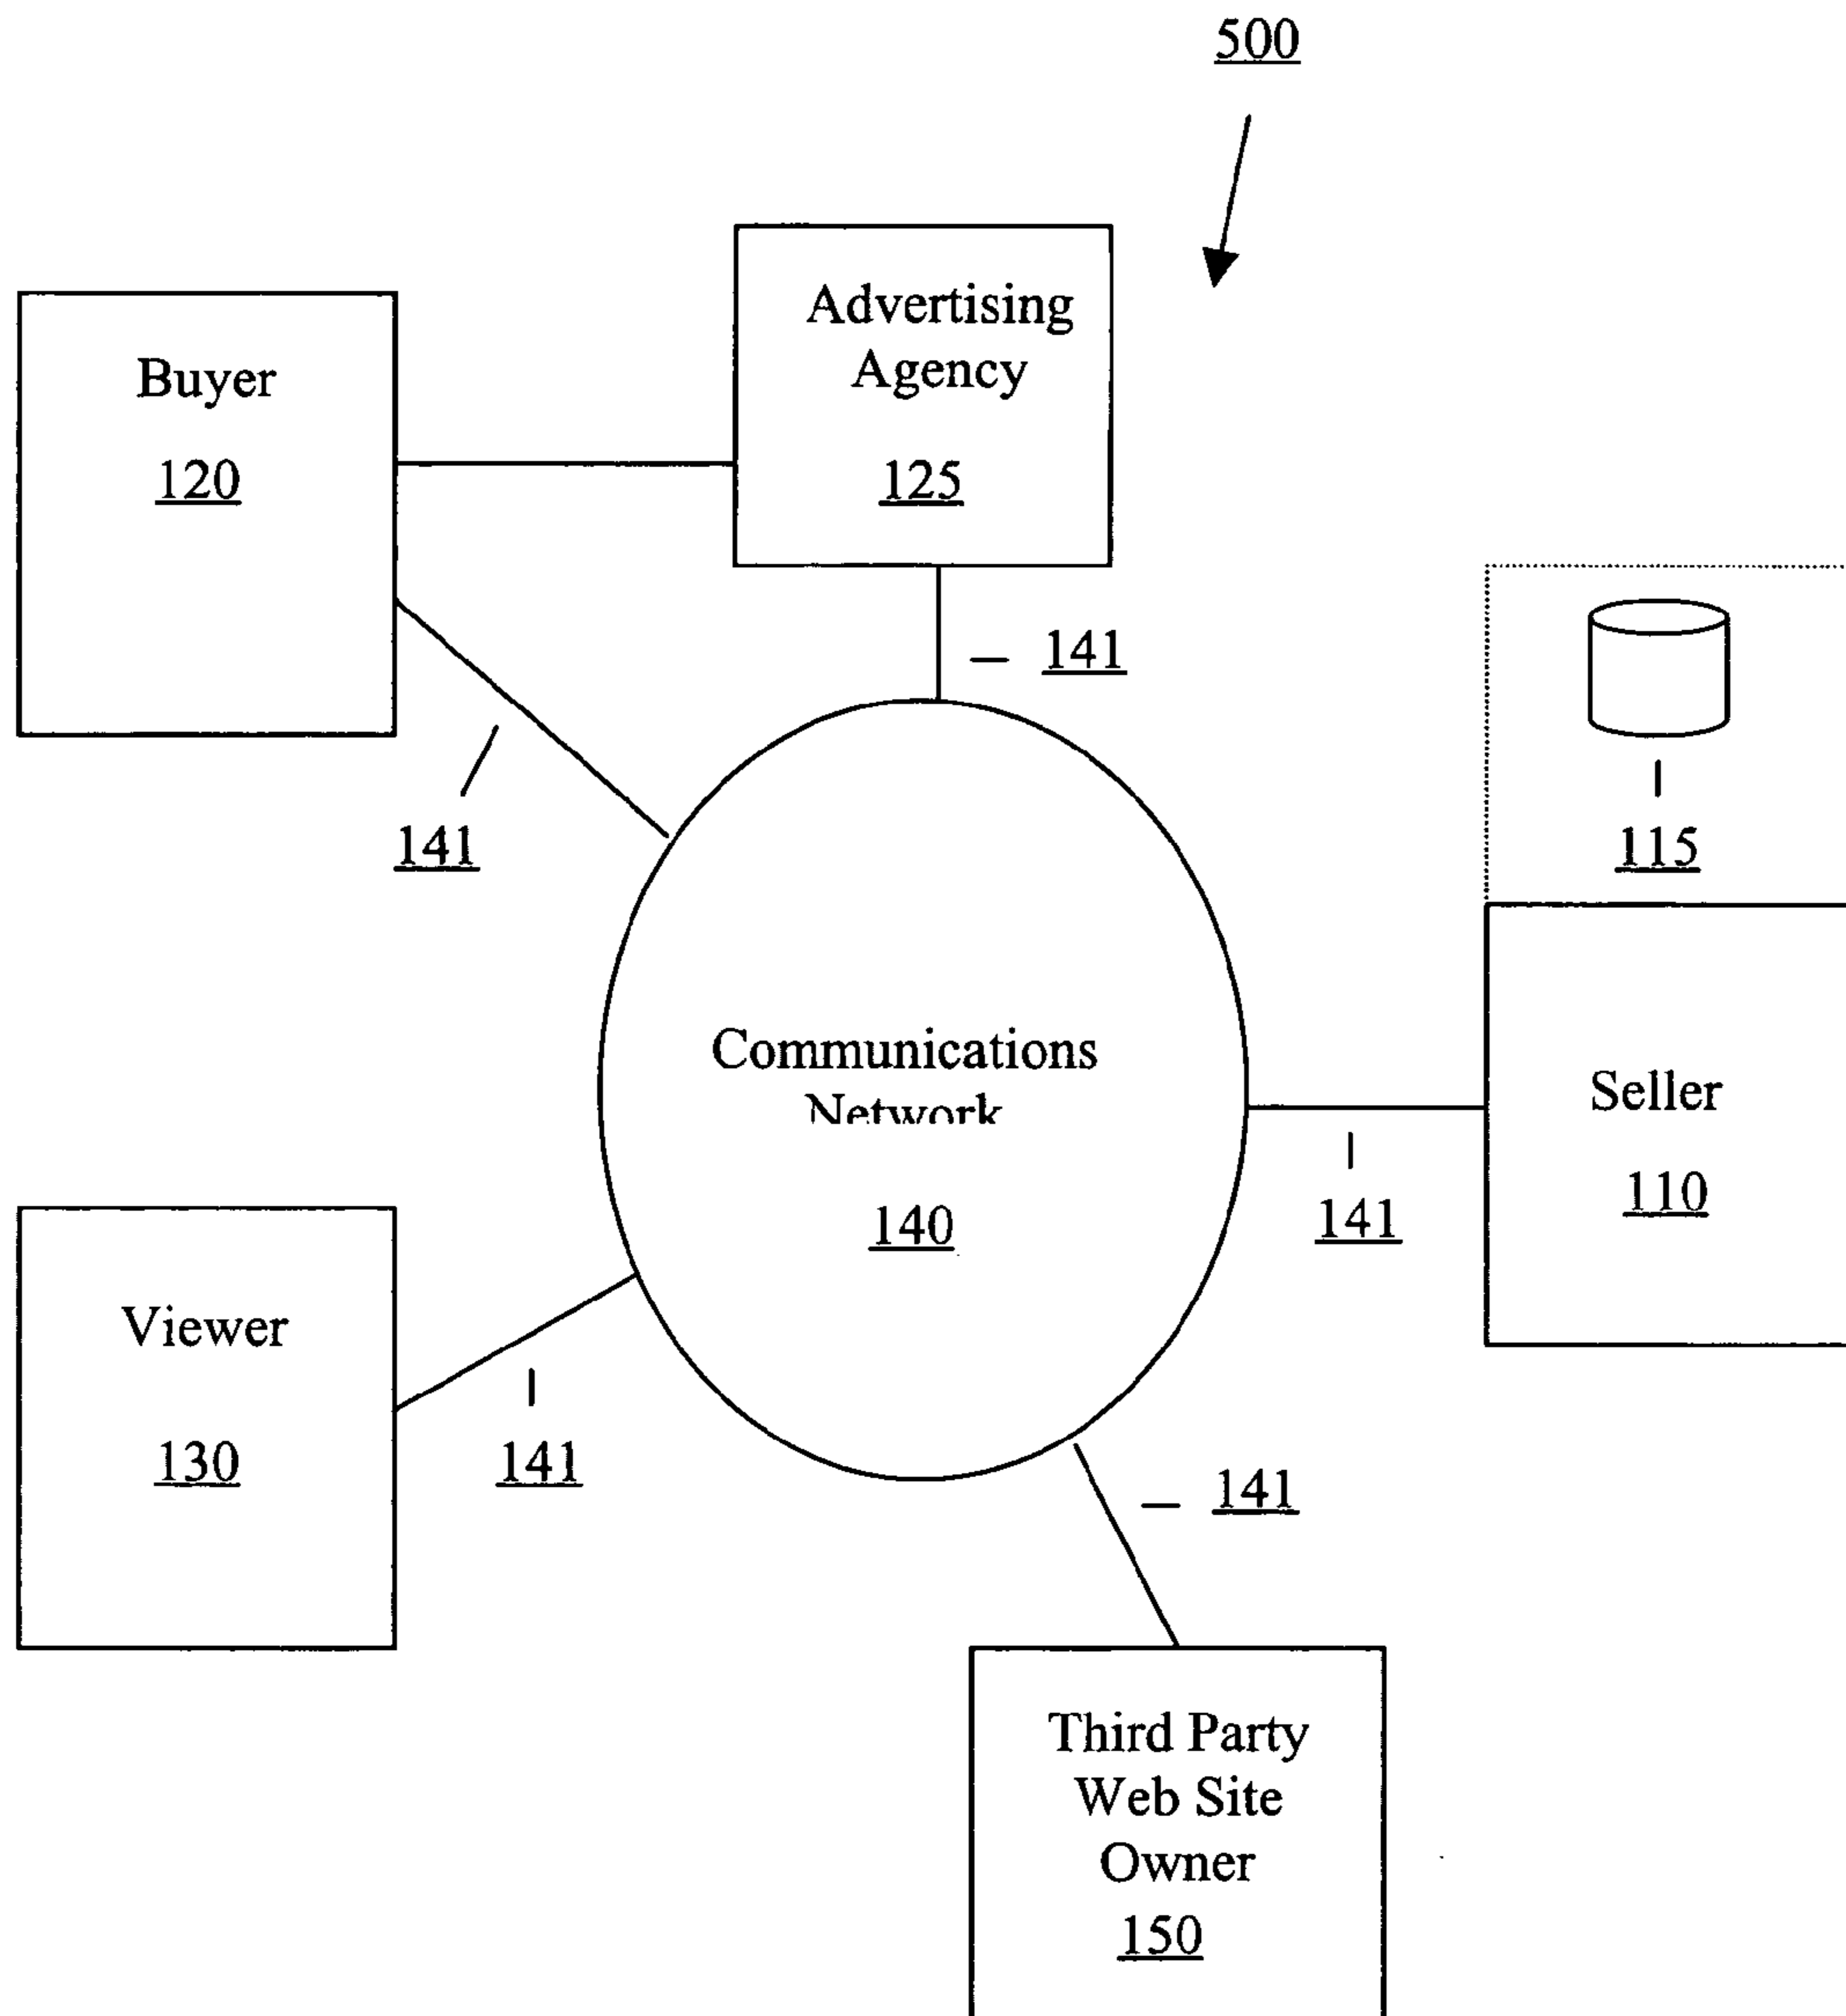 500
Advertising
Agency
125
Buyer
120
141
141
115
Communications
Network
140
Seller
110
141
Viewer
130
141
141
Third Party
Web Site
Owner
150